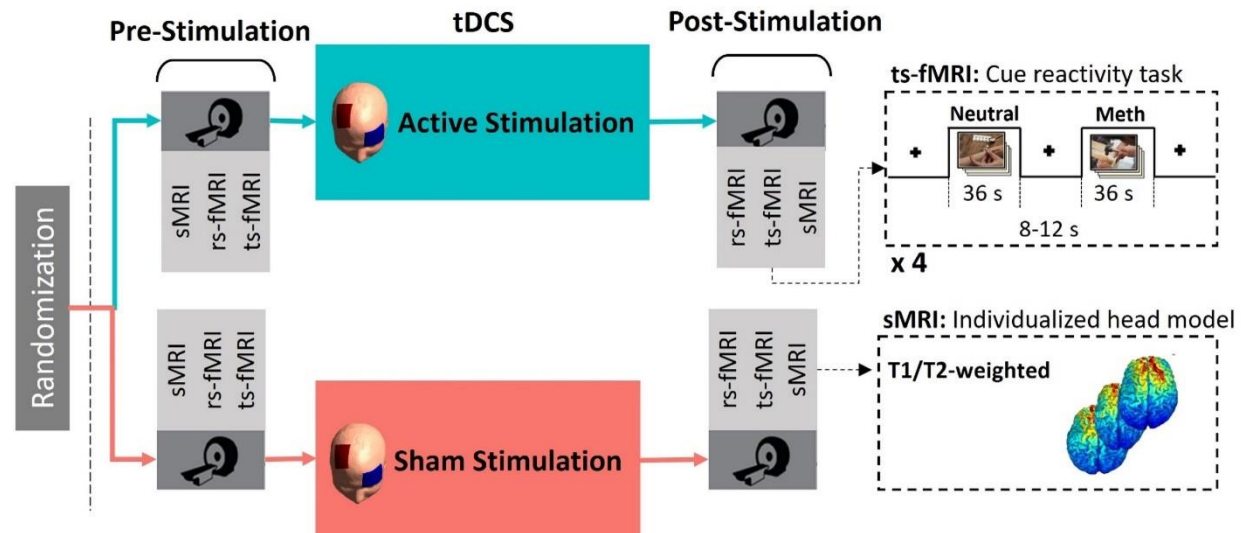 Pre-Stimulation
tDCS
Post-Stimulation
Randomization
Active Stimulation
sMRI
rs-fMRI
ts-fMRI
rs-fMRI
ts-fMRI
sMRI
ts-fMRI: Cue reactivity task
Neutral
Meth
36 s
36 s
8-12 s
x 4
sMRI
rs-fMRI
ts-fMRI
Sham Stimulation
rs-fMRI
ts-fMRI
sMRI
sMRI: Individualized head model
T1/T2-weighted